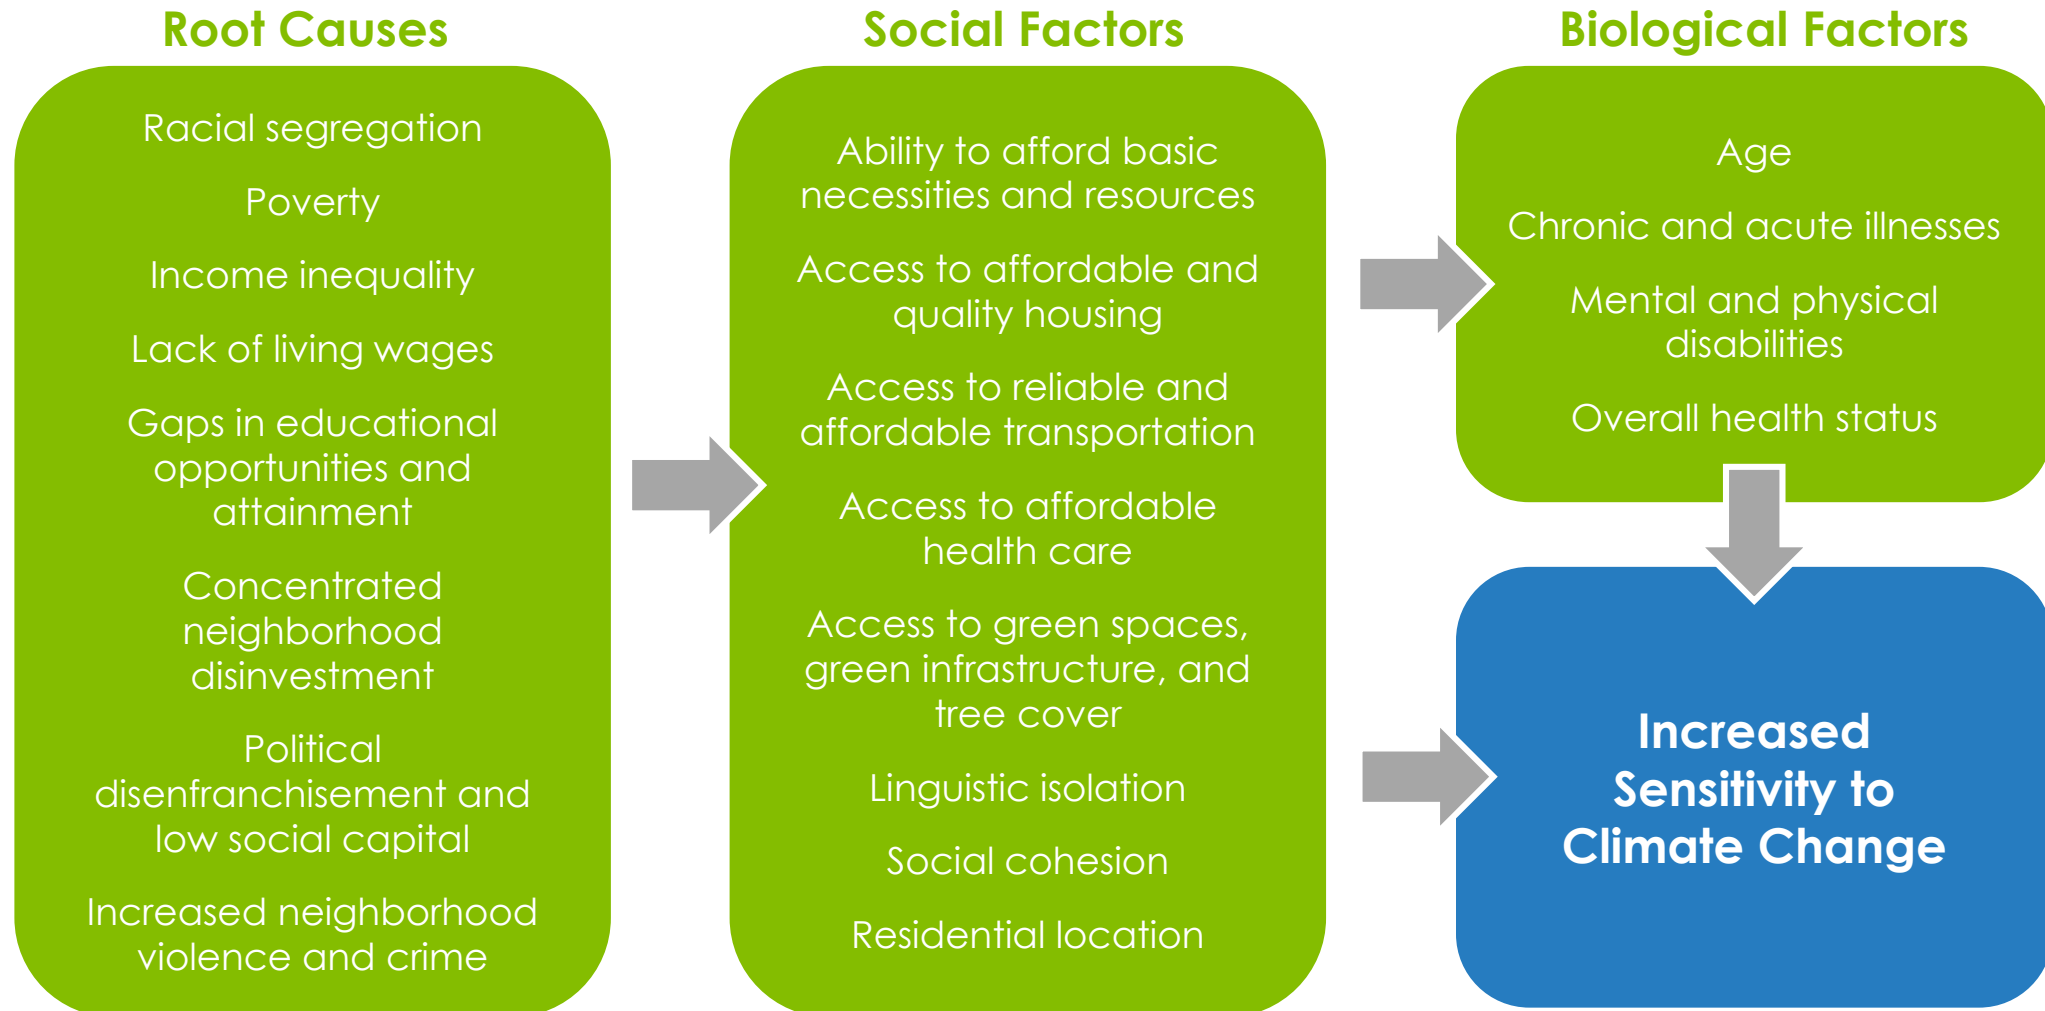 Root Causes
Racial segregation
Poverty
Income inequality
Lack of living wages
Gaps in educational
opportunities and
attainment
Concentrated
neighborhood
disinvestment
Political
disenfranchisement and
low social capital
Increased neighborhood
violence and crime
Social Factors
Ability to afford basic
necessities and resources
Access to affordable and
quality housing
Access to reliable and
affordable transportation
Access to affordable
health care
Access to green spaces,
green infrastructure, and
tree cover
Linguistic isolation
Social cohesion
Residential location
Biological Factors
Age
Chronic and acute illnesses
Mental and physical
disabilities
Overall health status
Increased
Sensitivity to
Climate Change